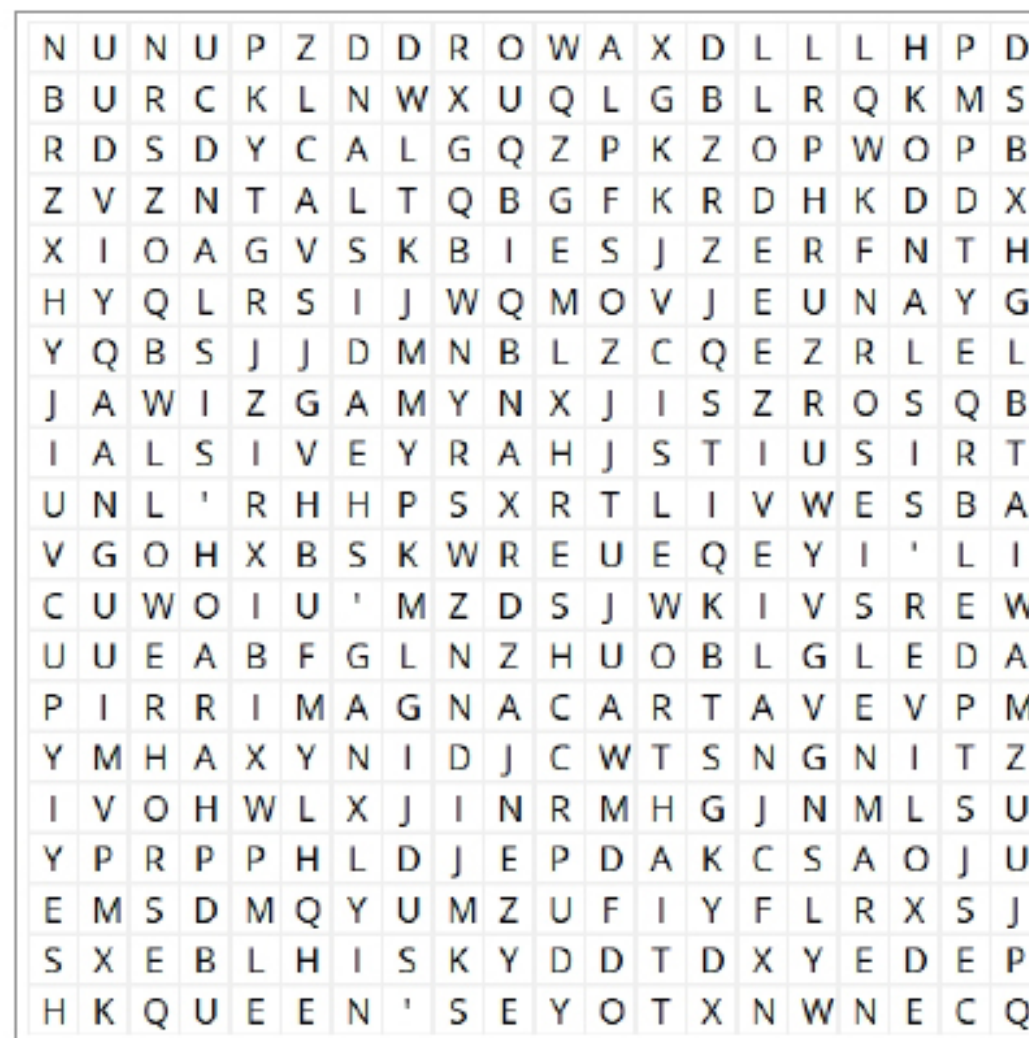 N U N U P Z D D R O W A X D L L L H P D
B U R C K L N W X U Q L G B L R Q K M S
R D S D Y C A L G Q Z P K Z O P W O P B
Z V Z N T A L T Q B G F K R D H K D D X
X I O A G V S K B I E S J Z E R F N T H
H Y Q L R S I J W Q M O V J E U N A Y G
Y Q B S J J D M N B L Z C Q E Z R L E L
J A W I Z G A M Y N X J I S Z R O S Q B
I A L S I V E Y R A H J S T I U S I R T
U N L ' R H H P S X R T L I V W E S B A
V G O H X B S K W R E U E Q E Y I ' L I
C U W O I U ' M Z D S J W K I V S R E W
U U E A B F G L N Z H U O B L G L E D A
P I R R I M A G N A C A R T A V E V P M
Y M H A X Y N I D J C W T S N G N I T Z
I V O H W L X J I N R M H G J N M L S U
Y P R P P H L D J E P D A K C S A O J U
E M S D M Q Y U M Z U F I Y F L R X S J
S X E B L H I S K Y D D T D X Y E D E P
H K Q U E E N ' S E Y O T X N W N E C Q